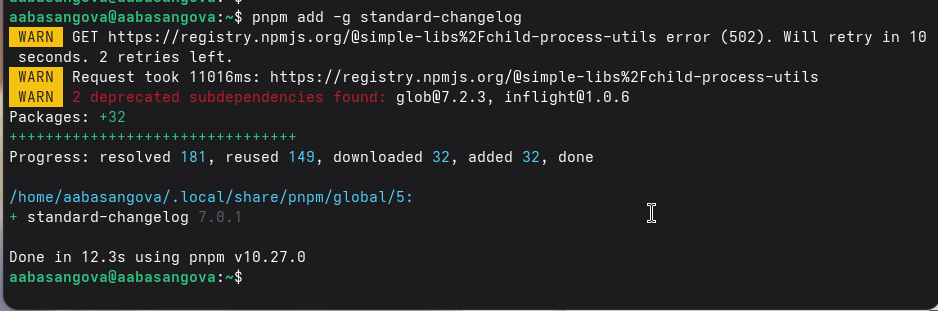 aabasangova@aabasangova:~$ pnpm add -g standard-changelog
WARN GET https://registry.npmjs.org/@simple-libs%2Fchild-process-utils error (502). Will retry in 10
seconds. 2 retries left.
WARN Request took 11016ms: https://registry.npmjs.org/@simple-libs%2Fchild-process-utils
WARN 2 deprecated subdependencies found: glob@7.2.3, inflight@1.0.6
Packages: +32
++++++++++++++++++++++++++++++++
Progress: resolved 181, reused 149, downloaded 32, added 32, done
/home/aabasangova/.local/share/pnpm/global/5:
+ standard-changelog 7.0.1
Done in 12.3s using pnpm v10.27.0
aabasangova@aabasangova:~$